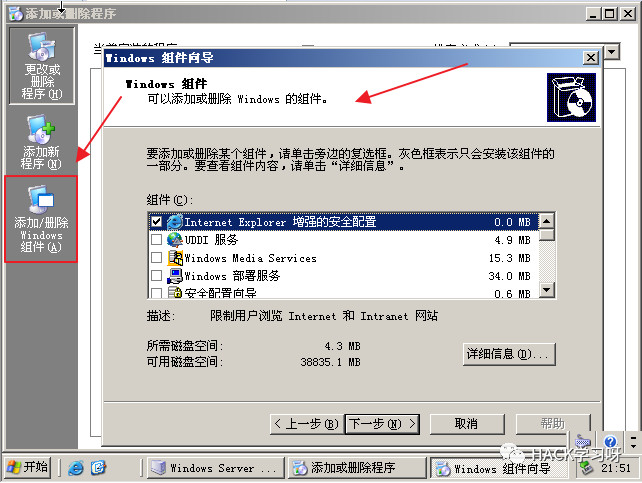 添加或删除程序
更改或
删除
程序(H)
添加新
程序(N)
添加/删除
Windows
组件(A)
Windows 组件向导
Windows 组件
可以添加或删除 Windows 的组件。
要添加或删除某个组件，请单击旁边的复选框。灰色框表示只会安装该组件的
一部分。要查看组件内容，请单击“详细信息”。
组件(C):
Internet Explorer 增强的安全配置 0.0 MB
UDDI 服务 4.9 MB
Windows Media Services 15.3 MB
Windows 部署服务 34.0 MB
安全配置向导 0.6 MB
描述: 限制用户浏览 Internet 和 Intranet 网站
所需磁盘空间: 4.3 MB
可用磁盘空间: 38835.1 MB
详细信息(D)...
< 上一步(B) 下一步(N) > 取消 帮助
HACK学习呀
开始 Windows Server ... 添加或删除程序 Windows 组件向导 21:51